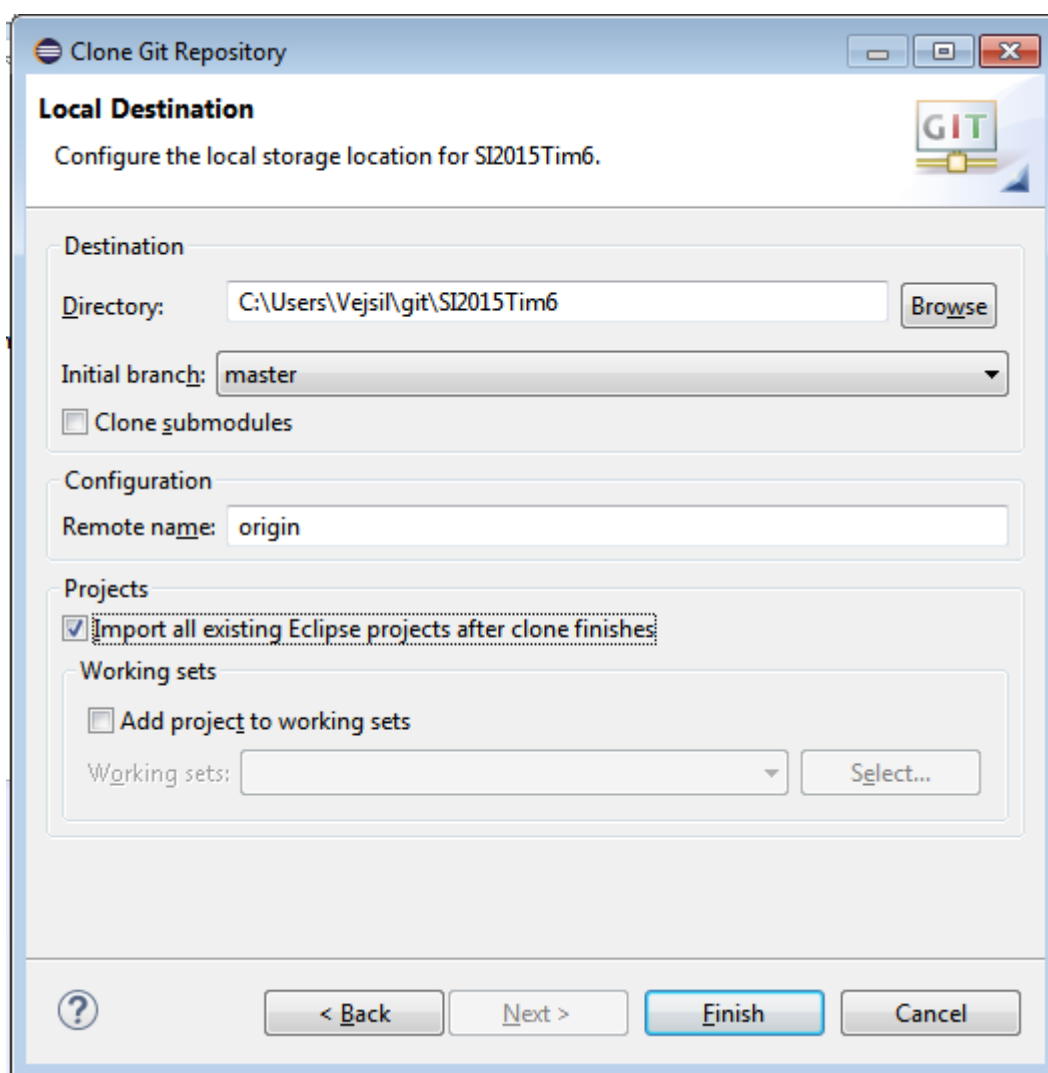 Clone Git Repository
Local Destination
Configure the local storage location for SI2015Tim6.
GIT
Destination
Directory: C:\Users\Vejsil\git\SI2015Tim6 Browse
Initial branch: master
Clone submodules
Configuration
Remote name: origin
Projects
Import all existing Eclipse projects after clone finishes
Working sets
Add project to working sets
Working sets: Select...
? < Back Next > Finish Cancel